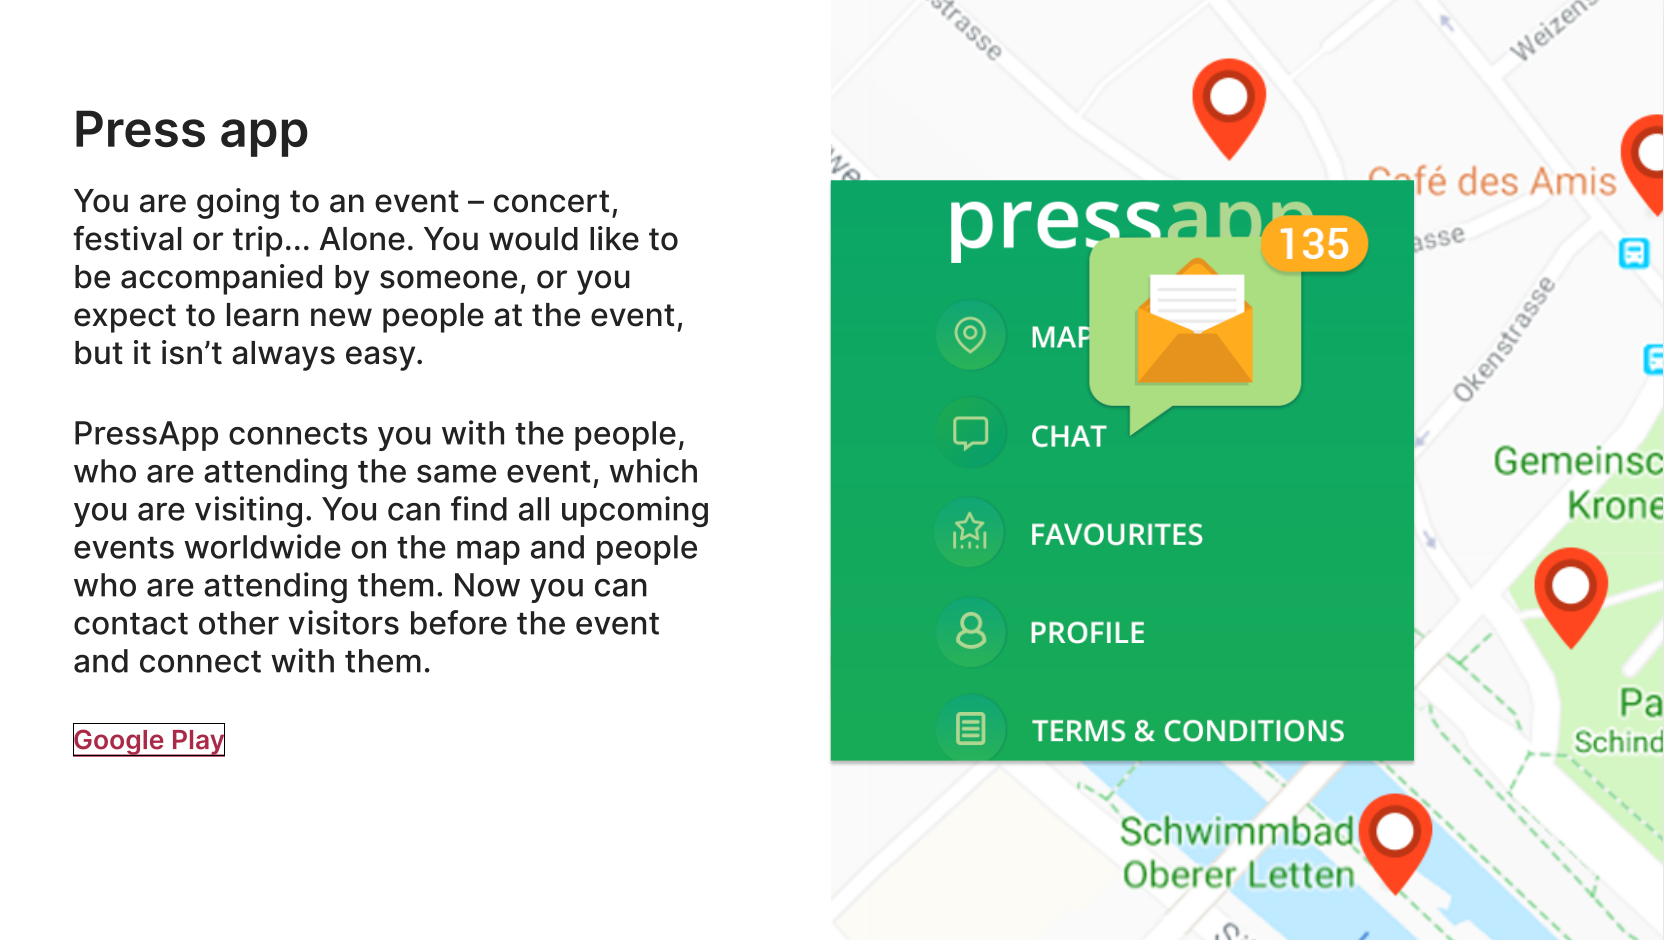 Press app
You are going to an event – concert,
festival or trip... Alone. You would like to
be accompanied by someone, or you
expect to learn new people at the event,
but it isn’t always easy.
PressApp connects you with the people,
who are attending the same event, which
you are visiting. You can find all upcoming
events worldwide on the map and people
who are attending them. Now you can
contact other visitors before the event
and connect with them.
Google Play
strasse
Weizens
we
Café des Amis
pressapp
135
asse
MAP
Okenstrasse
CHAT
Gemeinsc
Krone
FAVOURITES
PROFILE
Pa
Schind
TERMS & CONDITIONS
Schwimmbad
Oberer Letten